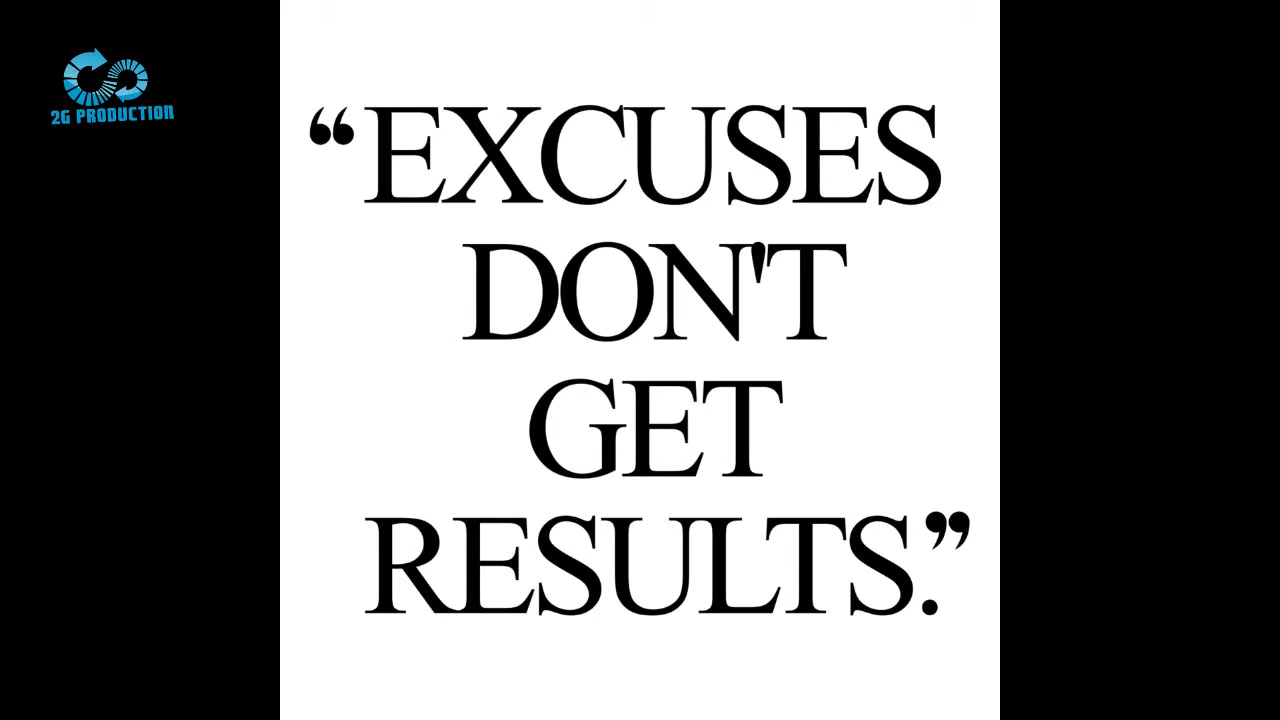 2G PRODUCTION
“EXCUSES
DON'T
GET
RESULTS.”